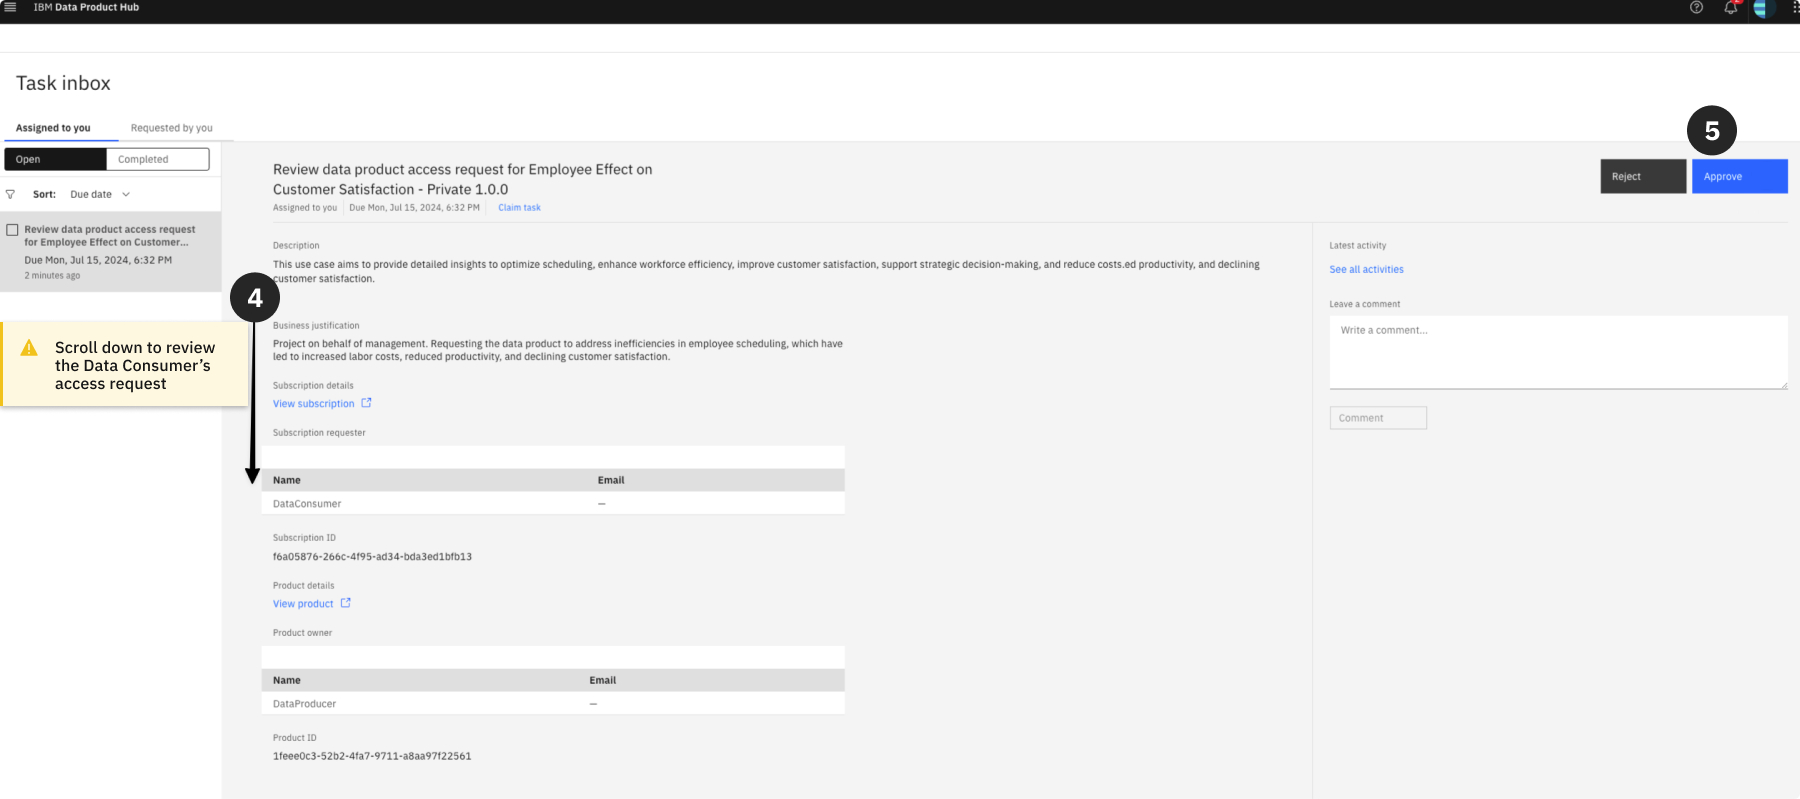 IBM Data Product Hub
Task inbox
Assigned to you
Requested by you
5
Open
Completed
Sort: Due date
Review data product access request
for Employee Effect on Customer...
Due Mon, Jul 15, 2024, 6:32 PM
2 minutes ago
4
Scroll down to review
the Data Consumer's
access request
Review data product access request for Employee Effect on
Customer Satisfaction - Private 1.0.0
Assigned to you Due Mon, Jul 15, 2024, 6:32 PM Claim task
Reject
Approve
Description
This use case aims to provide detailed insights to optimize scheduling, enhance workforce efficiency, improve customer satisfaction, support strategic decision-making, and reduce costs.ed productivity, and declining
customer satisfaction.
Business justification
Project on behalf of management. Requesting the data product to address inefficiencies in employee scheduling, which have
led to increased labor costs, reduced productivity, and declining customer satisfaction.
Subscription details
View subscription
Subscription requester
Name Email
DataConsumer —
Subscription ID
f6a05876-266c-4f95-ad34-bda3ed1bfb13
Product details
View product
Product owner
Name Email
DataProducer —
Product ID
1feee0c3-52b2-4fa7-9711-a8aa97f22561
Latest activity
See all activities
Leave a comment
Write a comment...
Comment